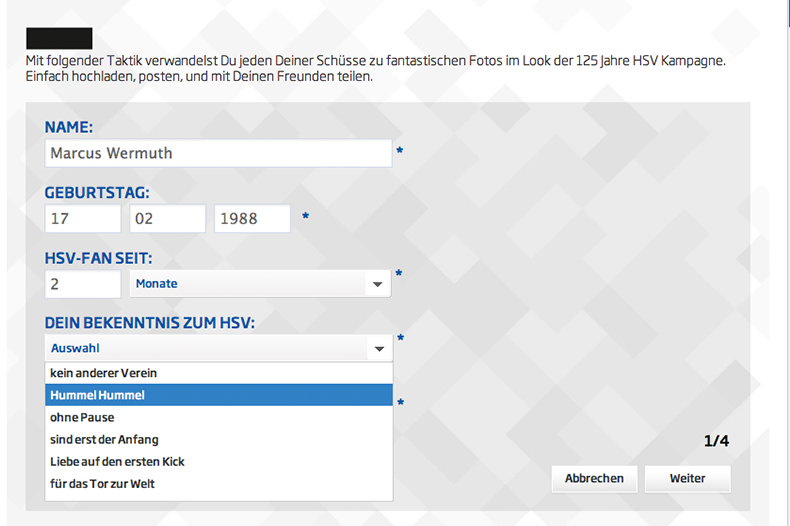 Mit folgender Taktik verwandelst Du jeden Deiner Schüsse zu fantastischen Fotos im Look der 125 Jahre HSV Kampagne.
Einfach hochladen, posten, und mit Deinen Freunden teilen.
NAME:
Marcus Wermuth *
GEBURTSTAG:
17 02 1988 *
HSV-FAN SEIT:
2 Monate *
DEIN BEKENNTNIS ZUM HSV:
Auswahl *
kein anderer Verein
Hummel Hummel *
ohne Pause
sind erst der Anfang
Liebe auf den ersten Kick
für das Tor zur Welt
1/4
Abbrechen Weiter